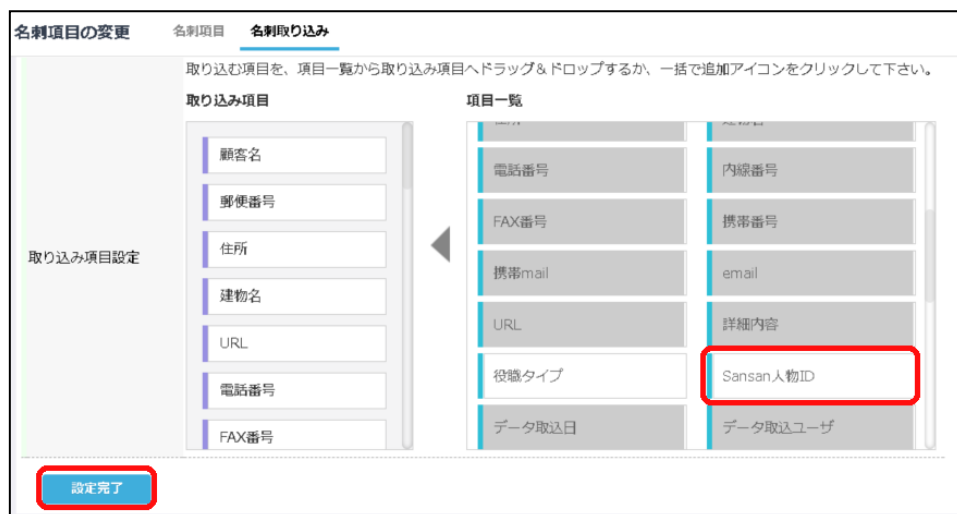 名刺項目の変更 名刺項目 名刺取り込み
取り込む項目を、項目一覧から取り込み項目へドラッグ&ドロップするか、一括で追加アイコンをクリックして下さい。
取り込み項目 項目一覧
顧客名
郵便番号
住所
建物名
URL
電話番号
FAX番号
取り込み項目設定
電話番号 内線番号
FAX番号 携帯番号
携帯mail email
URL 詳細内容
役職タイプ Sansan人物ID
データ取込日 データ取込ユーザ
設定完了